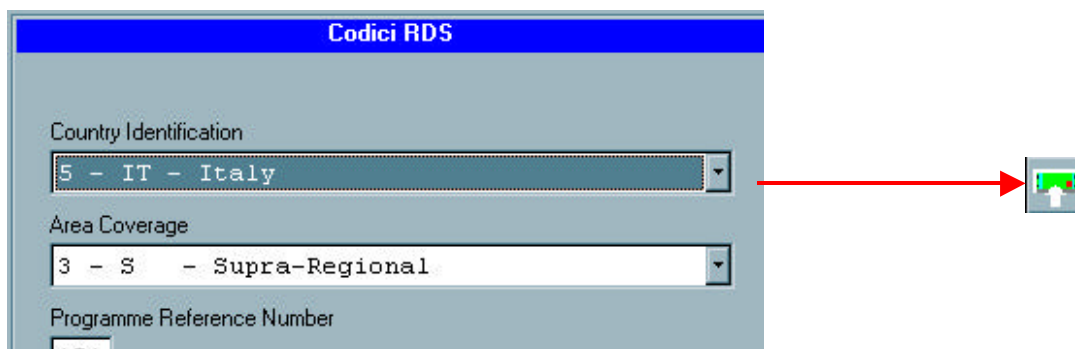 Codici RDS
Country Identification
5 - IT - Italy
Area Coverage
3 - S   - Supra-Regional
Programme Reference Number